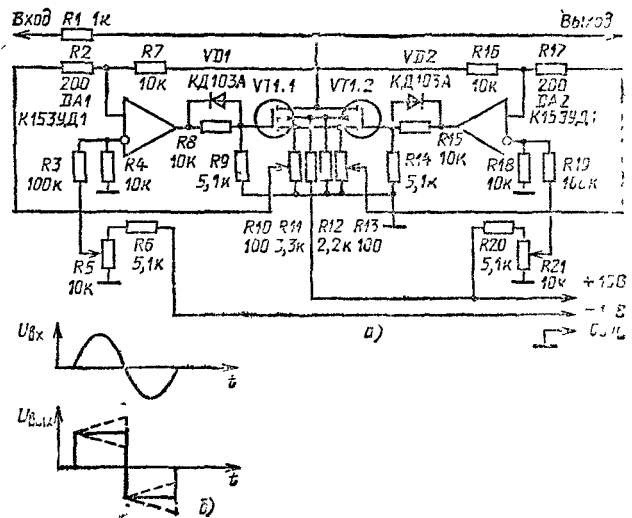 Вход R1 1к Выход
R2 R7 VD1 VD2 R16 R17
200 10к КД103А VT1.1 VT1.2 КД103А 10к 200
DA1 DA2
К153УД1 К153УД1
R3 R4 R8 R9 R14 R15 R18 R19
100к 10к 10к 5,1к 5,1к 10к 10к
R10 R11 R12 R13
100 3,3к 2,2к 100
R5 R6 R20 R21
10к 5,1к 5,1к 10к
а)
Uвх
t
Uвых
t
б)